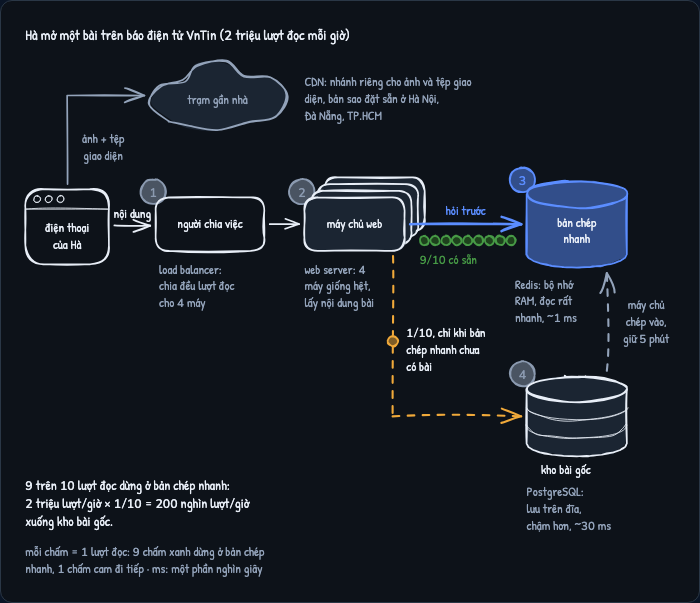 Hà mở một bài trên báo điện tử VnTin (2 triệu lượt đọc mỗi giờ)
trạm gần nhà
CDN: nhánh riêng cho ảnh và tệp giao
diện, bản sao đặt sẵn ở Hà Nội,
Đà Nẵng, TP.HCM
ảnh + tệp
giao diện
điện thoại
của Hà
nội dung
1
người chia việc
load balancer:
chia đều lượt đọc
cho 4 máy
2
máy chủ web
web server: 4
máy giống hệt,
lấy nội dung bài
hỏi trước
9/10 có sẵn
3
bản chép
nhanh
Redis: bộ nhớ
RAM, đọc rất
nhanh, ~1 ms
máy chủ
chép vào,
giữ 5 phút
1/10, chỉ khi bản
chép nhanh chưa
có bài
4
kho bài gốc
PostgreSQL:
lưu trên đĩa,
chậm hơn, ~30 ms
9 trên 10 lượt đọc dừng ở bản chép nhanh:
2 triệu lượt/giờ × 1/10 = 200 nghìn lượt/giờ
xuống kho bài gốc.
mỗi chấm = 1 lượt đọc: 9 chấm xanh dừng ở bản chép
nhanh, 1 chấm cam đi tiếp · ms: một phần nghìn giây